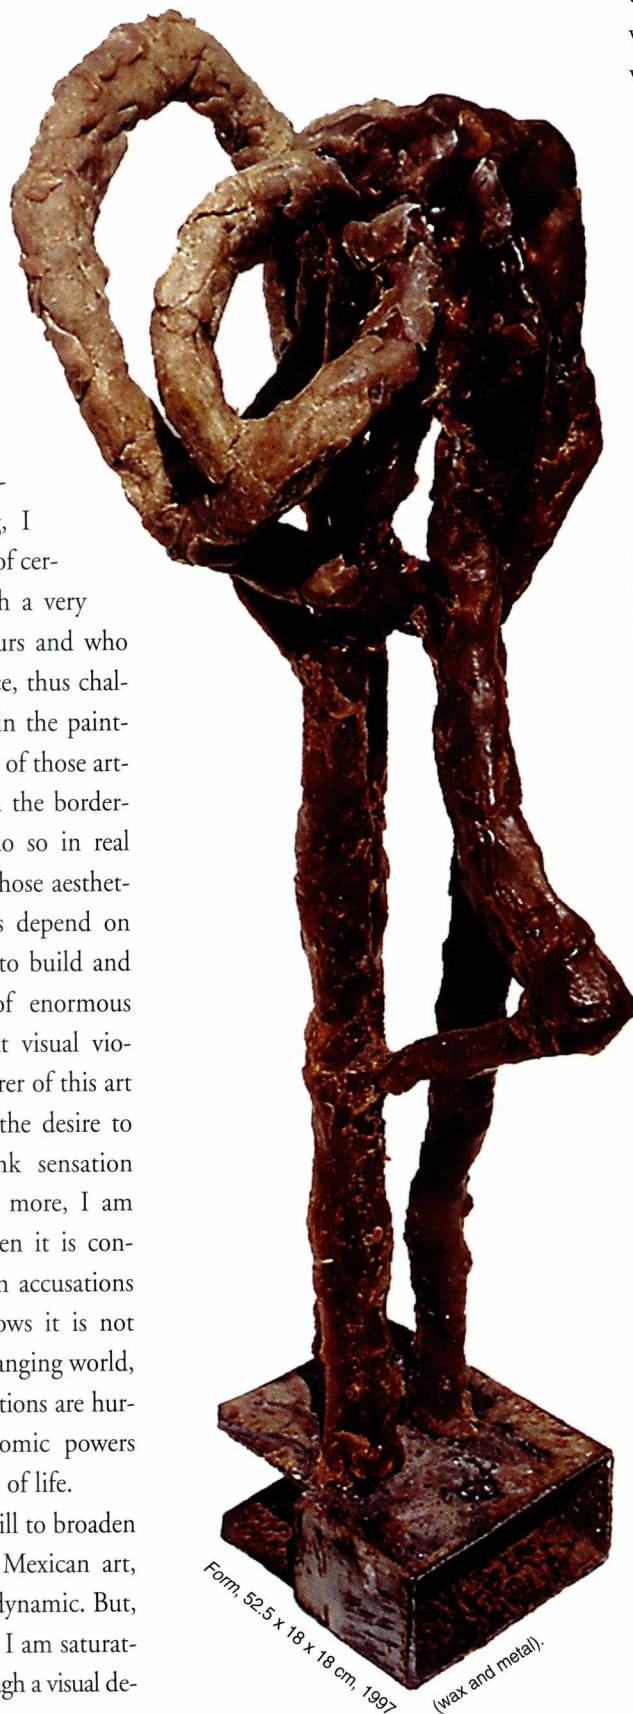 , I
of cer-
h a very
urs and who
ce, thus chal-
in the paint-
of those art-
the border-
o so in real
hose aesthet-
s depend on
to build and
of enormous
t visual vio-
rer of this art
the desire to
nk sensation
more, I am
en it is con-
n accusations
ows it is not
anging world,
tions are hur-
omic powers
of life.
ill to broaden
Mexican art,
dynamic. But,
I am saturat-
gh a visual de-
Form, 52.5 x 18 x 18 cm, 1997
(wax and metal).